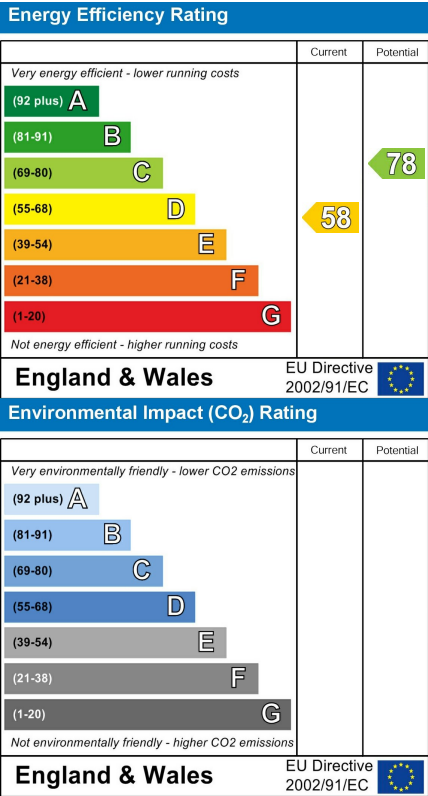 Energy Efficiency Rating
Current Potential
Very energy efficient - lower running costs
(92 plus) A
(81-91) B
(69-80) C
78
(55-68) D
58
(39-54) E
(21-38) F
(1-20) G
Not energy efficient - higher running costs
England & Wales
EU Directive
2002/91/EC
Environmental Impact (CO₂) Rating
Current Potential
Very environmentally friendly - lower CO2 emissions
(92 plus) A
(81-91) B
(69-80) C
(55-68) D
(39-54) E
(21-38) F
(1-20) G
Not environmentally friendly - higher CO2 emissions
England & Wales
EU Directive
2002/91/EC